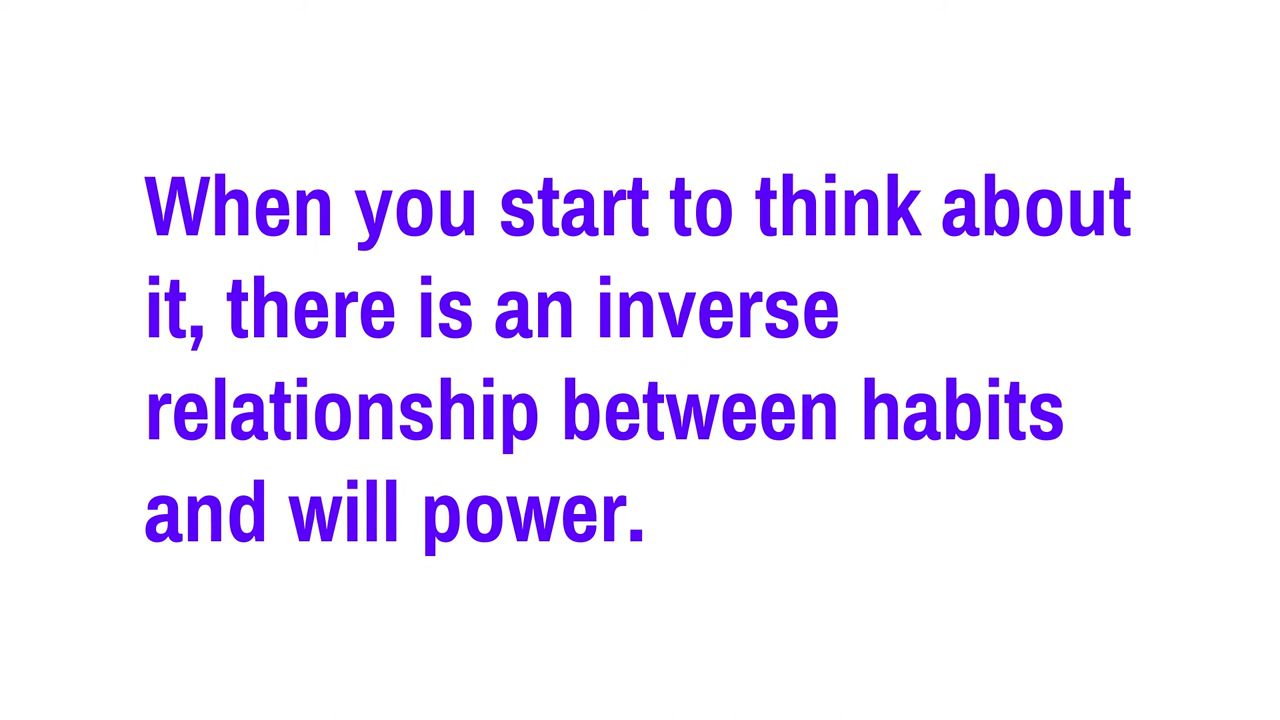 When you start to think about
it, there is an inverse
relationship between habits
and will power.